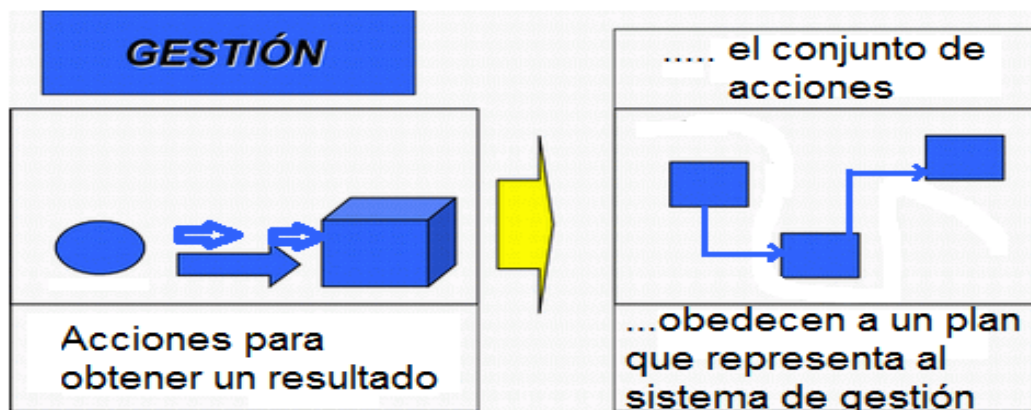 GESTIÓN
Acciones para
obtener un resultado
..... el conjunto de
acciones
...obedecen a un plan
que representa al
sistema de gestión